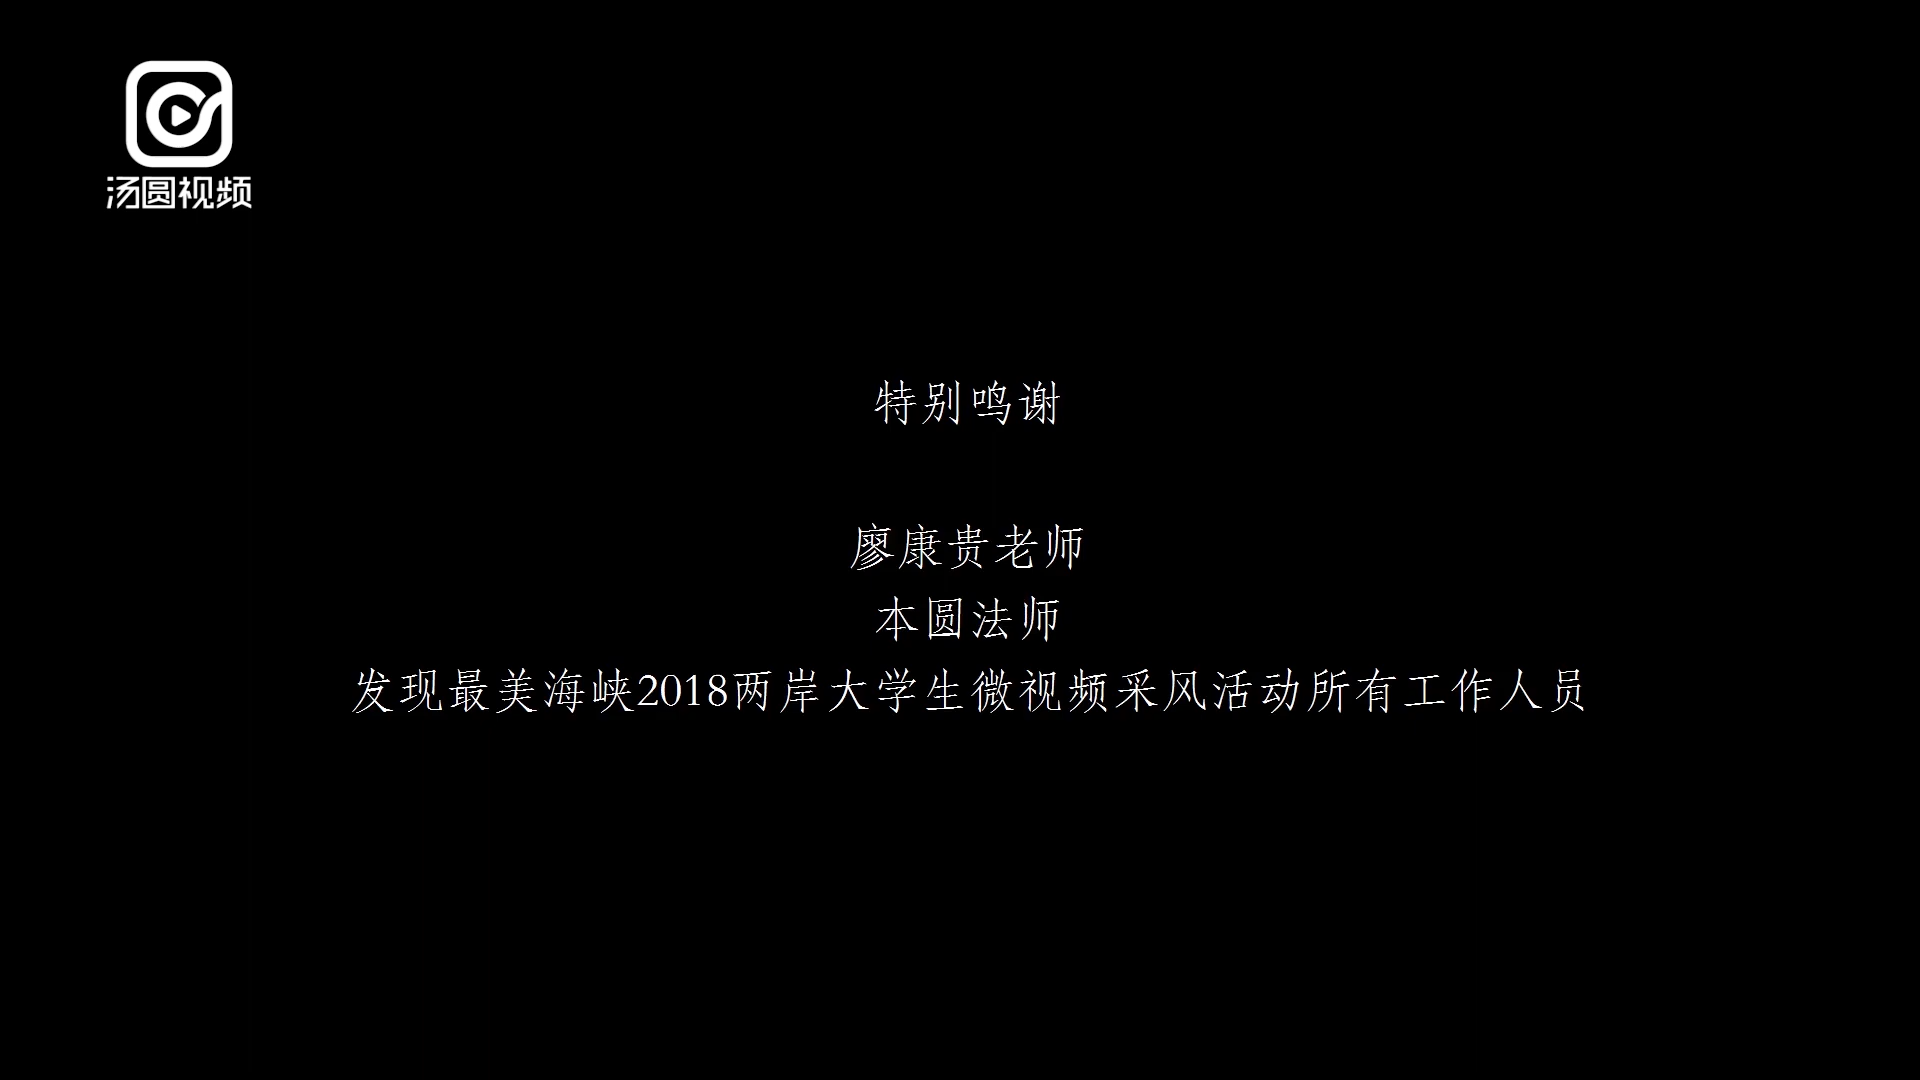 汤圆视频
特别鸣谢
廖康贵老师
本圆法师
发现最美海峡2018两岸大学生微视频采风活动所有工作人员